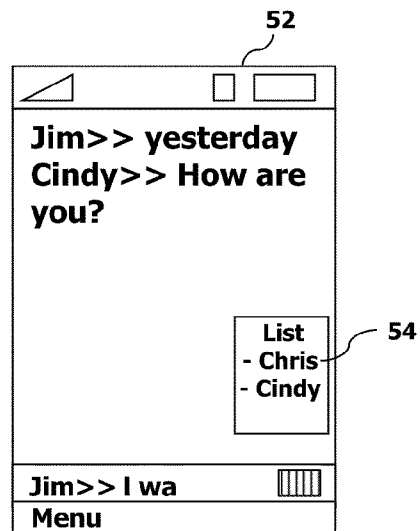 52
Jim>> yesterday
Cindy>> How are
you?
List
- Chris
- Cindy
54
Jim>> I wa
Menu